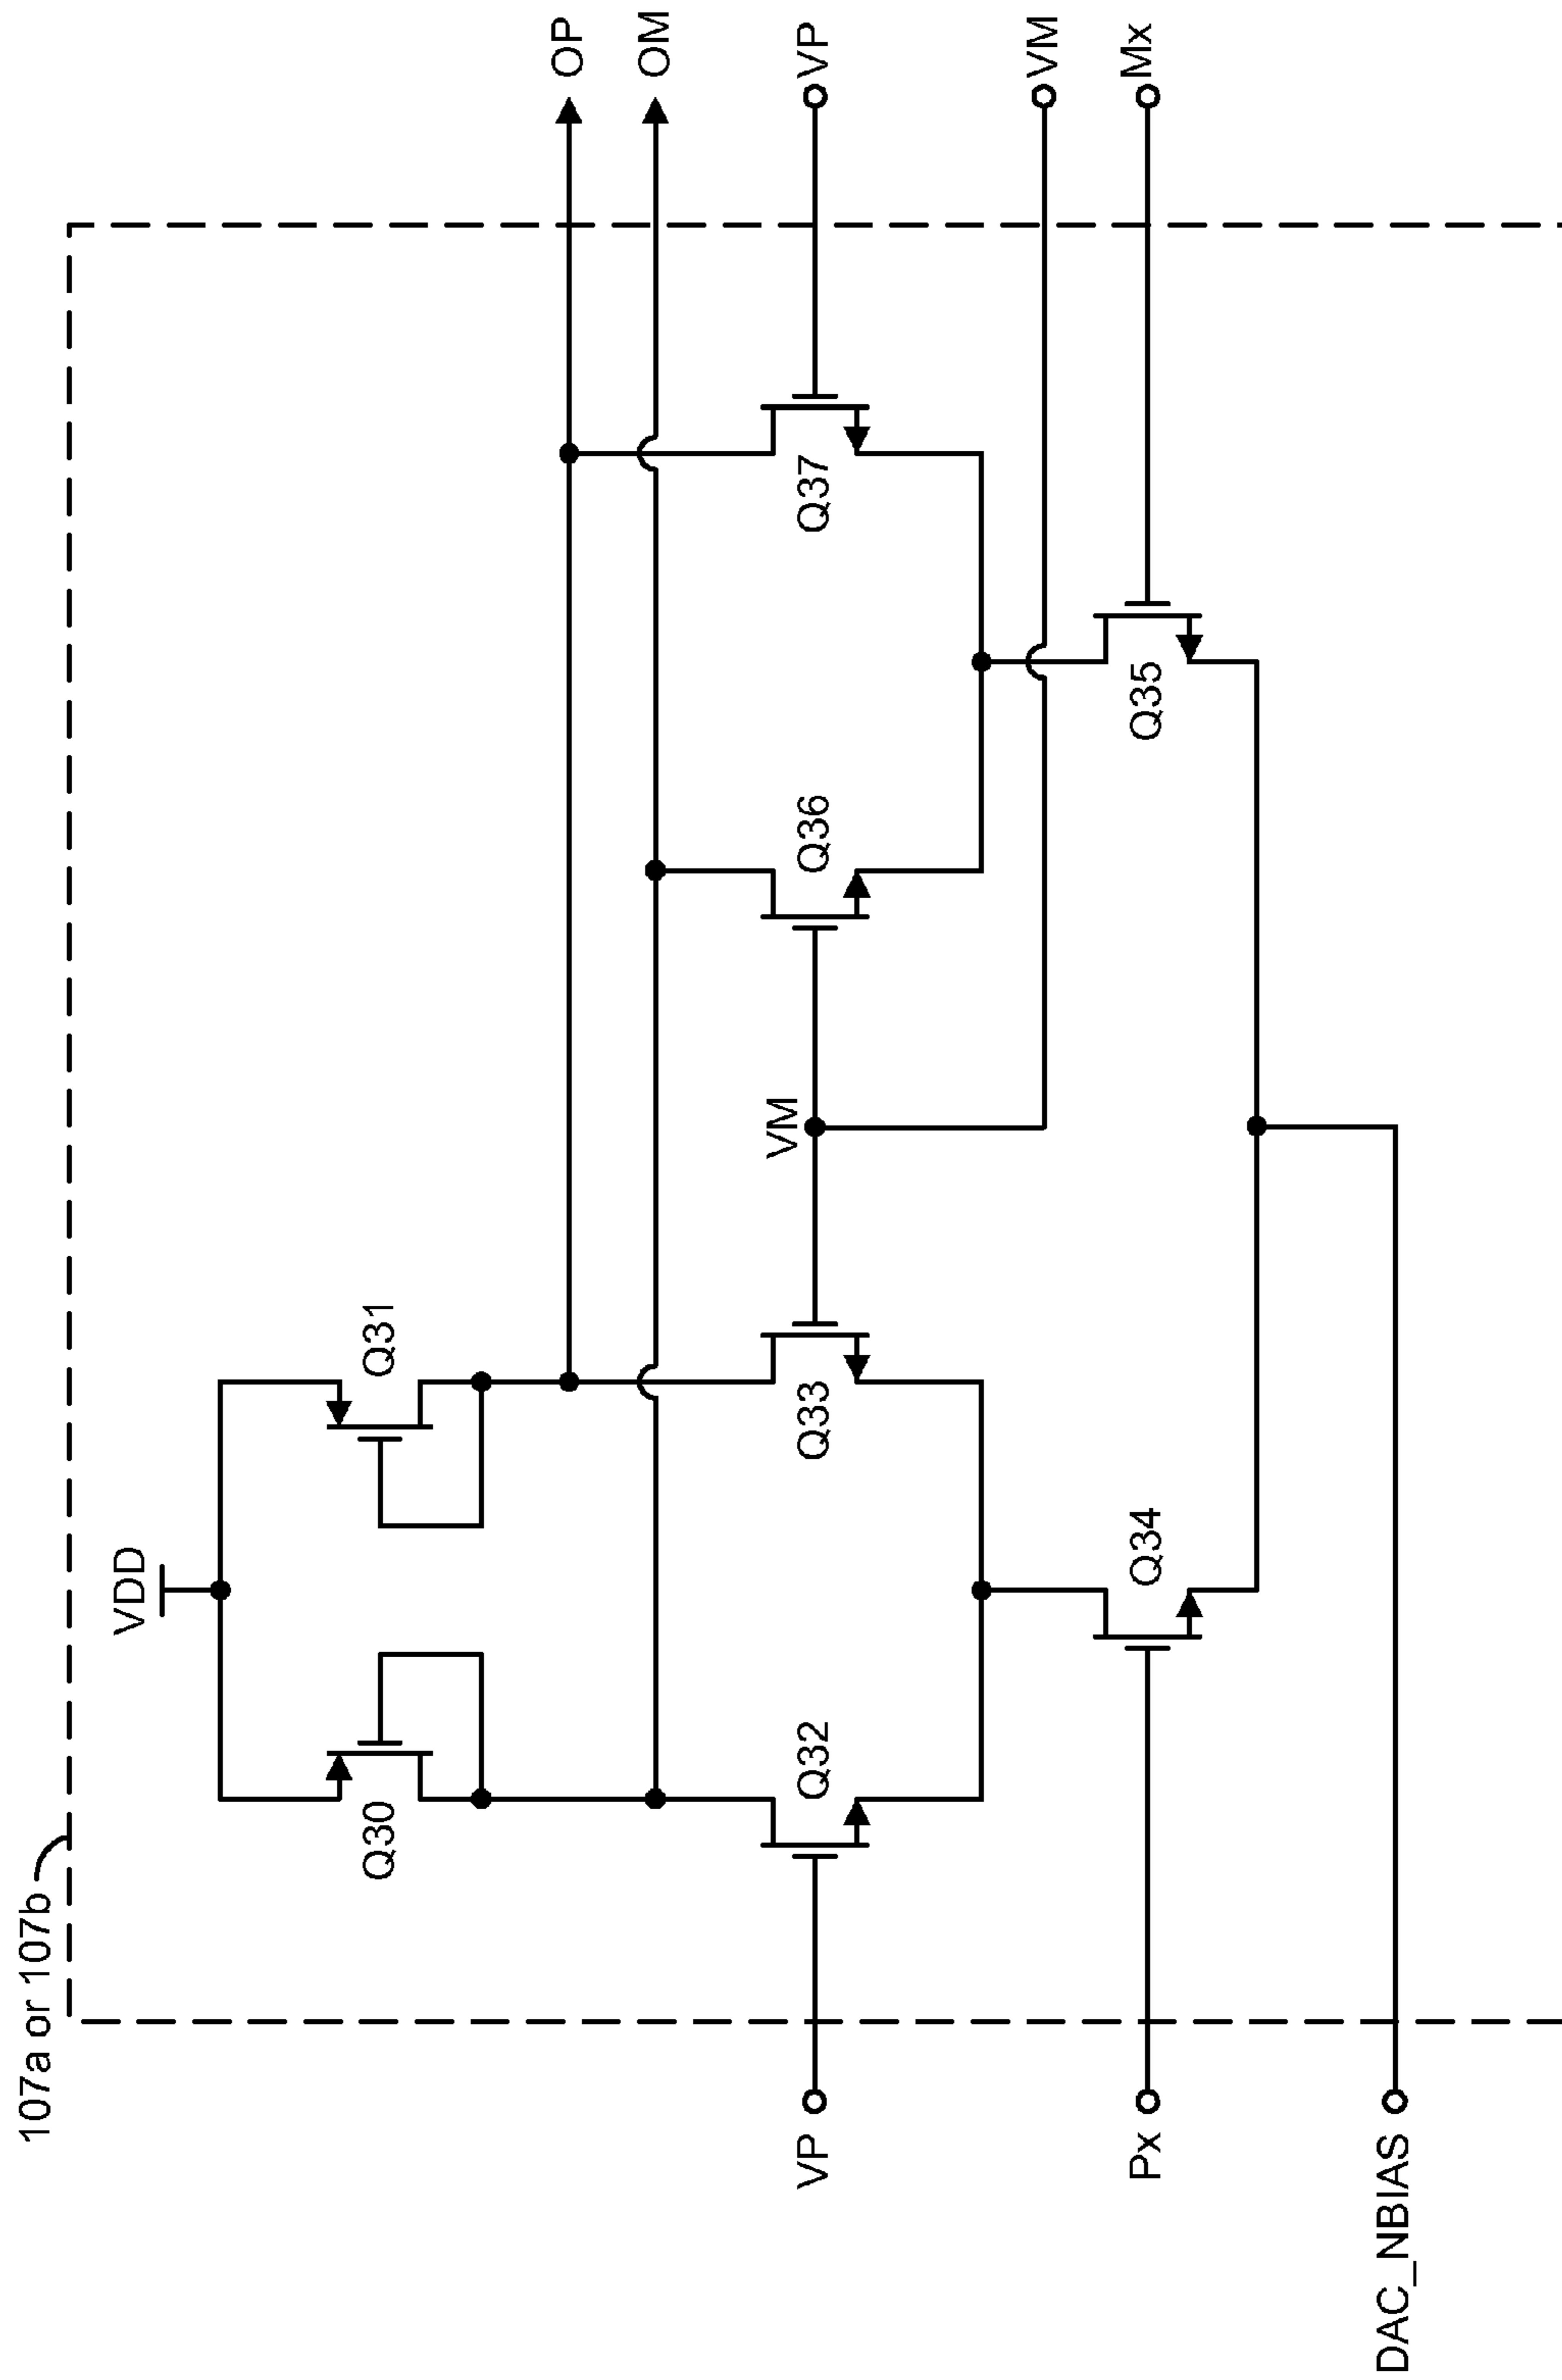 107a or 107b
VDD
Q30
Q31
OP
OM
VP
Q32
Q33
VM
Q36
Q37
VP
VM
Px
Q34
Q35
Mx
DAC_NBIAS